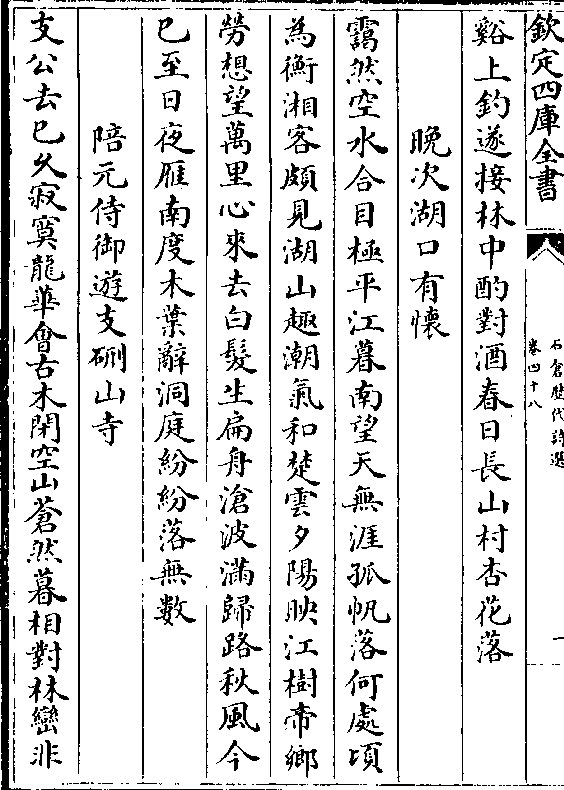 欽定四庫全書
石倉歴代詩選
卷四十八
一
谿上釣遂接林中酌對酒春日長山村杏花落
晚次湖口有懷
靄然空水合目極平江暮南望天無涯孤帆落何處頃
為衡湘客頗見湖山趣潮氣和楚雲夕陽映江樹帝鄉
勞想望萬里心來去白髮生扁舟滄波滿歸路秋風今
已至日夜雁南度木葉辭洞庭紛紛落無數
陪元侍御遊支硎山寺
支公去已久寂寞龍華會古木閉空山蒼然暮相對林巒非